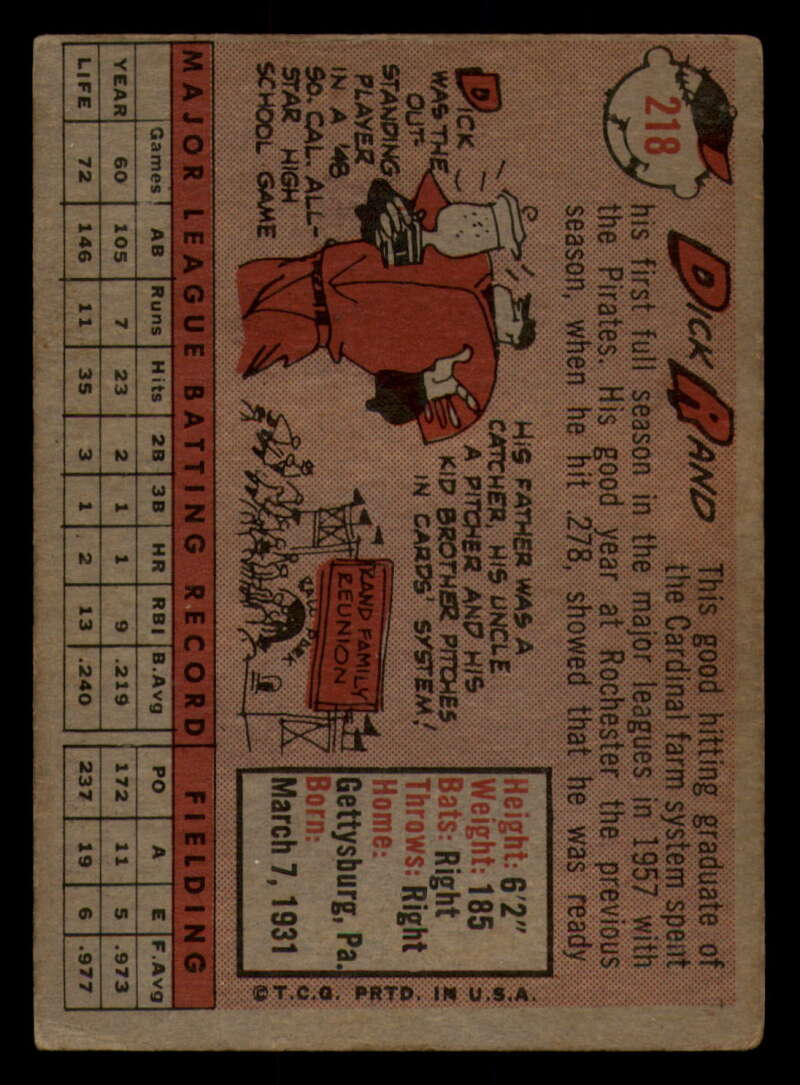 218
DICK RAND
This good hitting graduate of
the Cardinal farm system spent
his first full season in the major leagues in 1957 with
the Pirates. His good year at Rochester the previous
season, when he hit .278, showed that he was ready
DICK
WAS THE
OUT-
STANDING
PLAYER
IN A '48
SO. CAL. ALL-
STAR HIGH
SCHOOL GAME
HIS FATHER WAS A
CATCHER, HIS UNCLE
A PITCHER AND HIS
KID BROTHER PITCHES
IN CARDS' SYSTEM!
RAND FAMILY
REUNION
BALL PARK
Height: 6'2"
Weight: 185
Bats: Right
Throws: Right
Home:
Gettysburg, Pa.
Born:
March 7, 1931
© T.C.G. PRTD. IN U.S.A.
MAJOR LEAGUE BATTING RECORD FIELDING
Games AB Runs Hits 2B 3B HR RBI B.Avg PO A E F.Avg
YEAR 60 105 7 23 2 1 1 9 .219 172 11 5 .973
LIFE 72 146 11 35 3 1 2 13 .240 237 19 6 .977